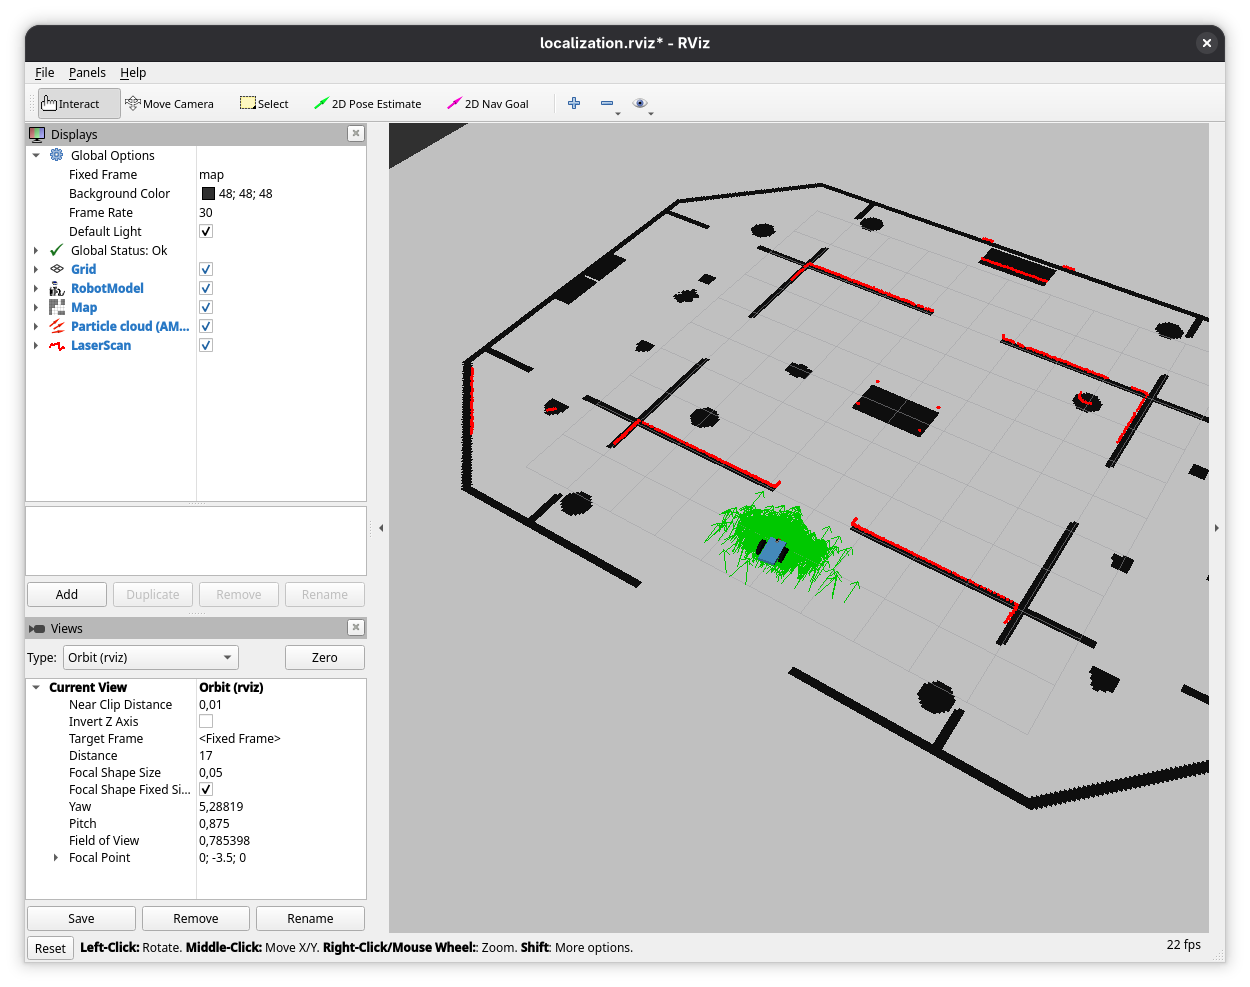 localization.rviz* - RViz
File Panels Help
Interact Move Camera Select 2D Pose Estimate 2D Nav Goal
Displays
Global Options
Fixed Frame map
Background Color 48; 48; 48
Frame Rate 30
Default Light
Global Status: Ok
Grid
RobotModel
Map
Particle cloud (AM...
LaserScan
Add Duplicate Remove Rename
Views
Type: Orbit (rviz) Zero
Current View Orbit (rviz)
Near Clip Distance 0,01
Invert Z Axis
Target Frame <Fixed Frame>
Distance 17
Focal Shape Size 0,05
Focal Shape Fixed Si...
Yaw 5,28819
Pitch 0,875
Field of View 0,785398
Focal Point 0; -3.5; 0
Save Remove Rename
Reset Left-Click: Rotate. Middle-Click: Move X/Y. Right-Click/Mouse Wheel:: Zoom. Shift: More options. 22 fps